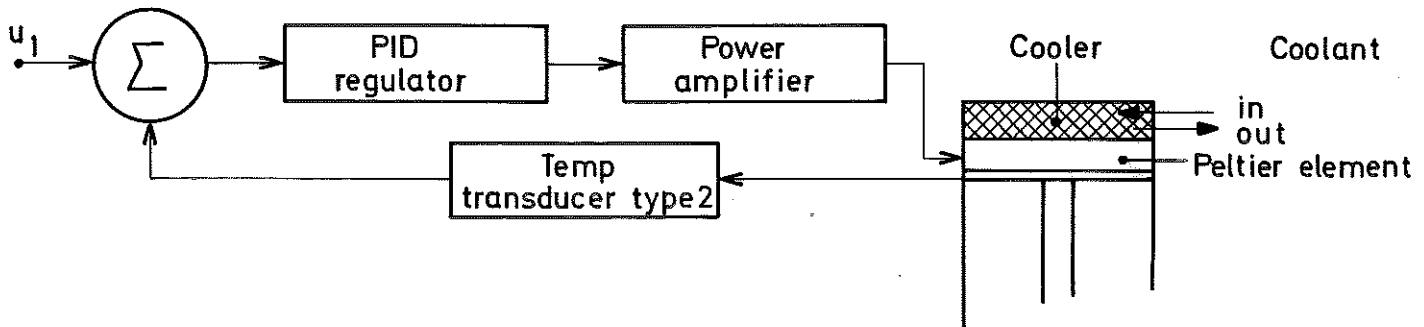 u₁
Σ
PID
regulator
Power
amplifier
Temp
transducer type2
Cooler
Coolant
in
out
Peltier element